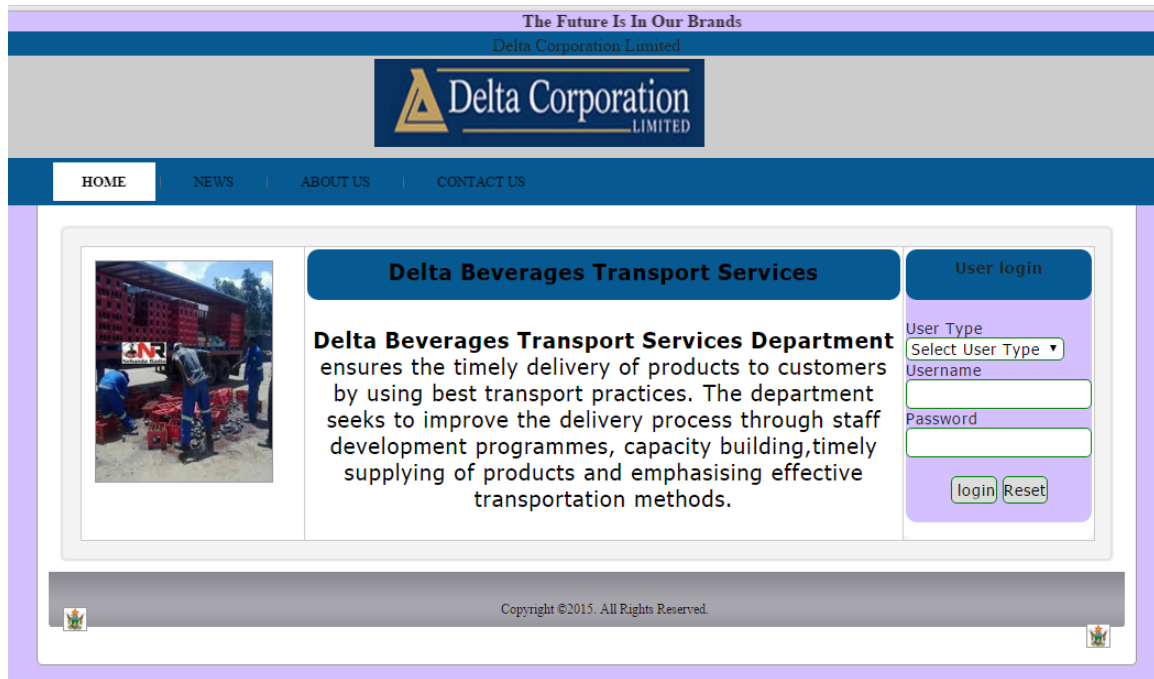 The Future Is In Our Brands
Delta Corporation Limited
Delta Corporation
LIMITED
HOME | NEWS | ABOUT US | CONTACT US
NR
Nehanda Radio
Delta Beverages Transport Services
Delta Beverages Transport Services Department
ensures the timely delivery of products to customers
by using best transport practices. The department
seeks to improve the delivery process through staff
development programmes, capacity building,timely
supplying of products and emphasising effective
transportation methods.
User login
User Type
Select User Type
Username
Password
login Reset
Copyright ©2015. All Rights Reserved.